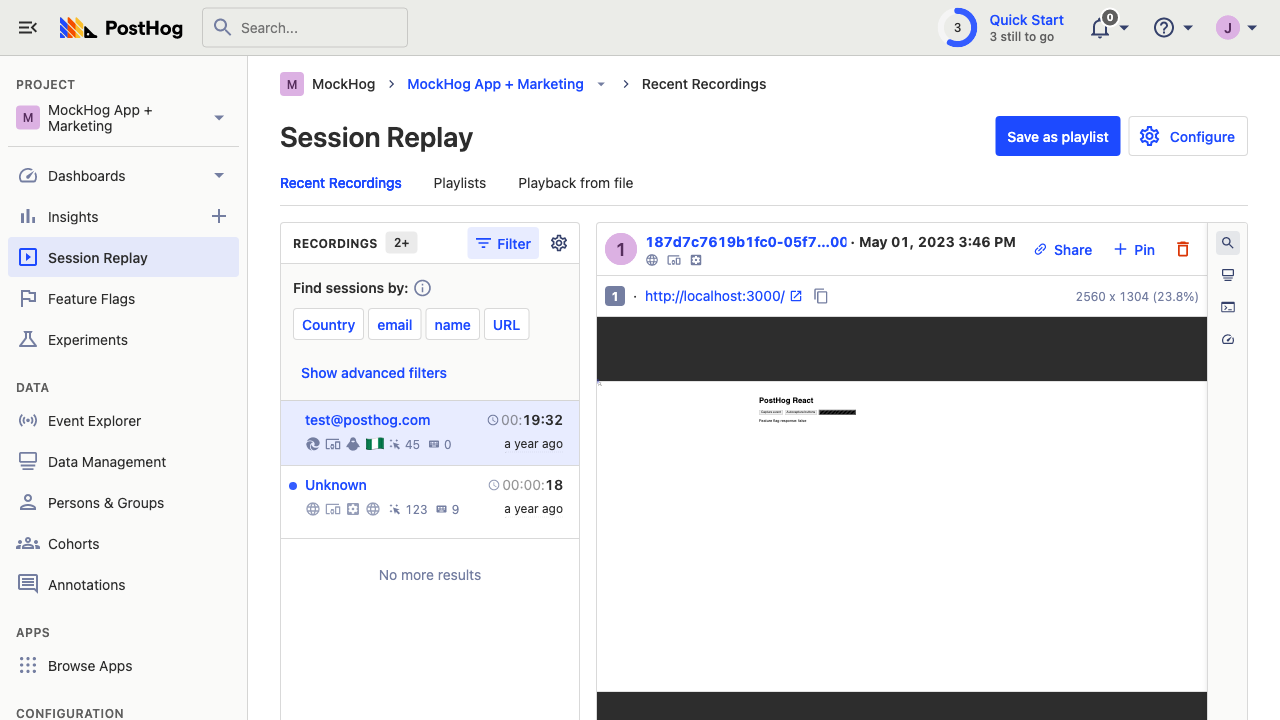 PostHog
Search...
3
Quick Start
3 still to go
0
J
PROJECT
M
MockHog App +
Marketing
Dashboards
Insights
Session Replay
Feature Flags
Experiments
DATA
Event Explorer
Data Management
Persons & Groups
Cohorts
Annotations
APPS
Browse Apps
CONFIGURATION
M MockHog > MockHog App + Marketing > Recent Recordings
Session Replay
Save as playlist
Configure
Recent Recordings
Playlists
Playback from file
RECORDINGS 2+
Filter
Find sessions by:
Country email name URL
Show advanced filters
test@posthog.com 00:19:32
45 0 a year ago
Unknown 00:00:18
123 9 a year ago
No more results
1
187d7c7619b1fc0-05f7...00 · May 01, 2023 3:46 PM
Share
Pin
1 · http://localhost:3000/
2560 x 1304 (23.8%)
PostHog React
Feature flag response: false